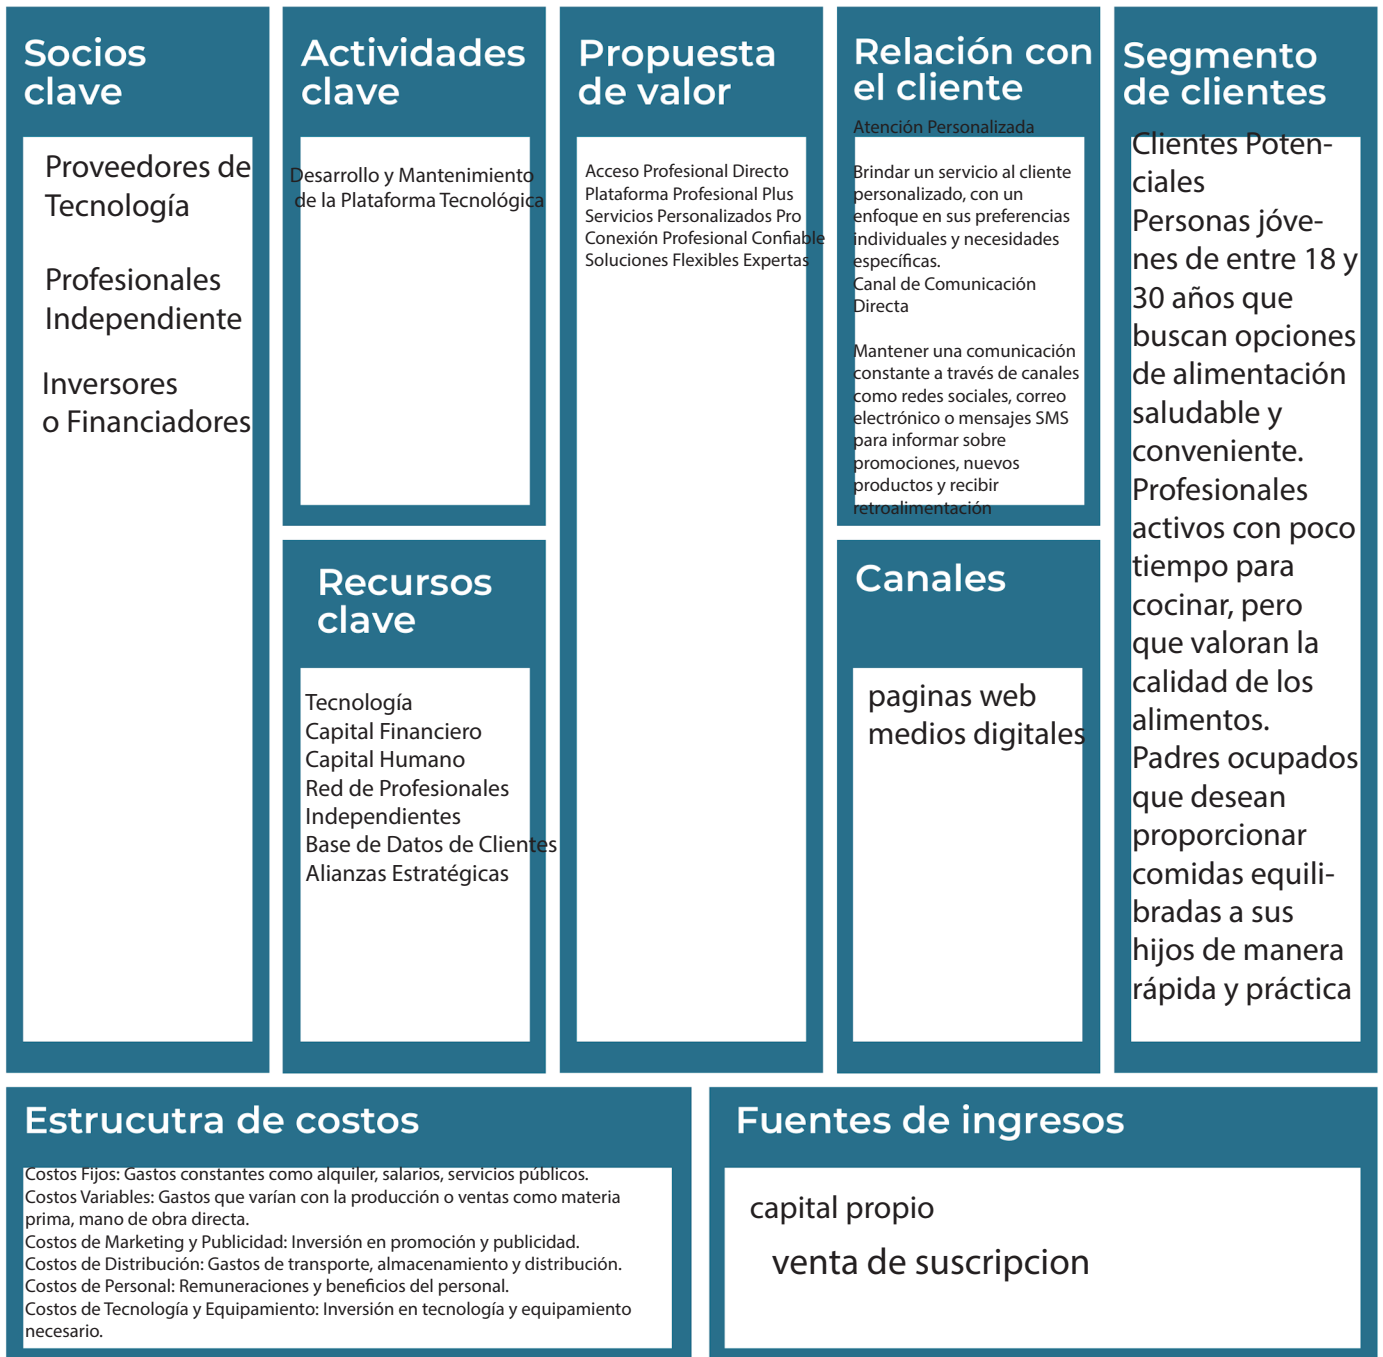 Socios
clave
Proveedores de
Tecnología
Profesionales
Independiente
Inversores
o Financiadores
Actividades
clave
Desarrollo y Mantenimiento
de la Plataforma Tecnológica
Recursos
clave
Tecnología
Capital Financiero
Capital Humano
Red de Profesionales
Independientes
Base de Datos de Clientes
Alianzas Estratégicas
Propuesta
de valor
Acceso Profesional Directo
Plataforma Profesional Plus
Servicios Personalizados Pro
Conexión Profesional Confiable
Soluciones Flexibles Expertas
Relación con
el cliente
Atención Personalizada
Brindar un servicio al cliente
personalizado, con un
enfoque en sus preferencias
individuales y necesidades
específicas.
Canal de Comunicación
Directa
Mantener una comunicación
constante a través de canales
como redes sociales, correo
electrónico o mensajes SMS
para informar sobre
promociones, nuevos
productos y recibir
retroalimentación
Canales
paginas web
medios digitales
Segmento
de clientes
Clientes Poten-
ciales
Personas jóve-
nes de entre 18 y
30 años que
buscan opciones
de alimentación
saludable y
conveniente.
Profesionales
activos con poco
tiempo para
cocinar, pero
que valoran la
calidad de los
alimentos.
Padres ocupados
que desean
proporcionar
comidas equili-
bradas a sus
hijos de manera
rápida y práctica
Estrucutra de costos
Costos Fijos: Gastos constantes como alquiler, salarios, servicios públicos.
Costos Variables: Gastos que varían con la producción o ventas como materia
prima, mano de obra directa.
Costos de Marketing y Publicidad: Inversión en promoción y publicidad.
Costos de Distribución: Gastos de transporte, almacenamiento y distribución.
Costos de Personal: Remuneraciones y beneficios del personal.
Costos de Tecnología y Equipamiento: Inversión en tecnología y equipamiento
necesario.
Fuentes de ingresos
capital propio
venta de suscripcion